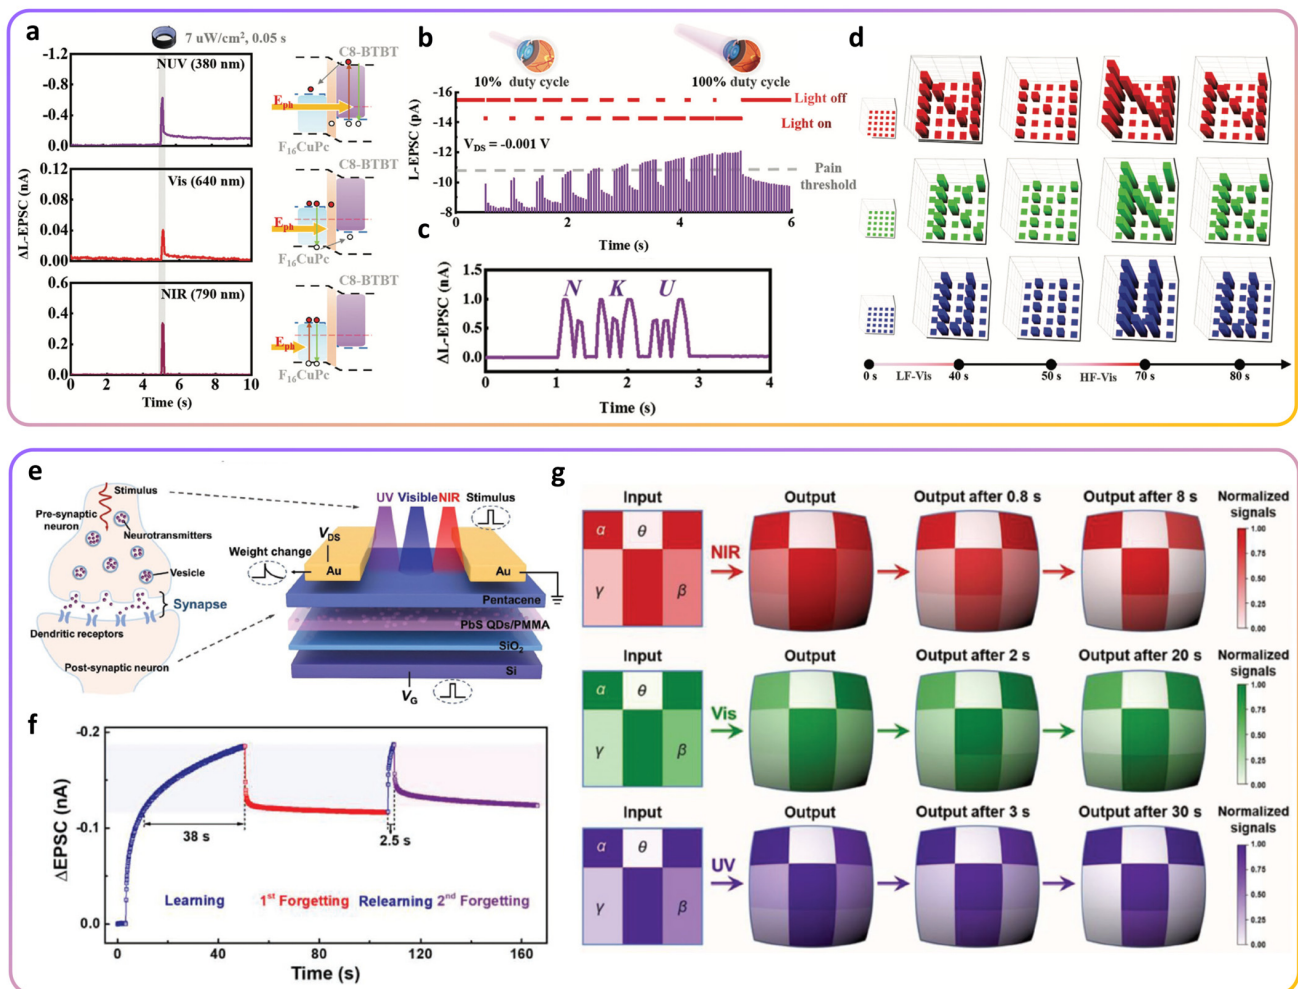 a
7 uW/cm², 0.05 s
NUV (380 nm)
-1.2
-0.8
-0.4
0.0
Vis (640 nm)
0.12
0.08
0.04
0.00
NIR (790 nm)
0.6
0.4
0.2
0.0
ΔL-EPSC (nA)
0 2 4 6 8 10
Time (s)
C8-BTBT
E_ph
F₁₆CuPc
C8-BTBT
E_ph
F₁₆CuPc
C8-BTBT
E_ph
F₁₆CuPc
b
10% duty cycle
100% duty cycle
-16
-14
-12
-10
-8
L-EPSC (pA)
Light off
Light on
V_DS = -0.001 V
Pain
threshold
0 2 4 6
Time (s)
c
N K U
1.5
1.0
0.5
0.0
ΔL-EPSC (nA)
0 1 2 3 4
Time (s)
d
0 s
LF-Vis
40 s
50 s
HF-Vis
70 s
80 s
e
Stimulus
Pre-synaptic
neuron
Neurotransmitters
Vesicle
Synapse
Dendritic receptors
Post-synaptic neuron
UV Visible NIR
Stimulus
V_DS
Weight change
Au
Au
Pentacene
PbS QDs/PMMA
SiO₂
Si
V_G
f
-0.2
-0.1
0.0
ΔEPSC (nA)
38 s
2.5 s
Learning
1st Forgetting
Relearning
2nd Forgetting
0 40 80 120 160
Time (s)
g
Input
Output
Output after 0.8 s
Output after 8 s
Normalized
signals
α θ
γ β
NIR
1.00
0.75
0.50
0.25
0.00
Input
Output
Output after 2 s
Output after 20 s
Normalized
signals
α θ
γ β
Vis
1.00
0.75
0.50
0.25
0.00
Input
Output
Output after 3 s
Output after 30 s
Normalized
signals
α θ
γ β
UV
1.00
0.75
0.50
0.25
0.00